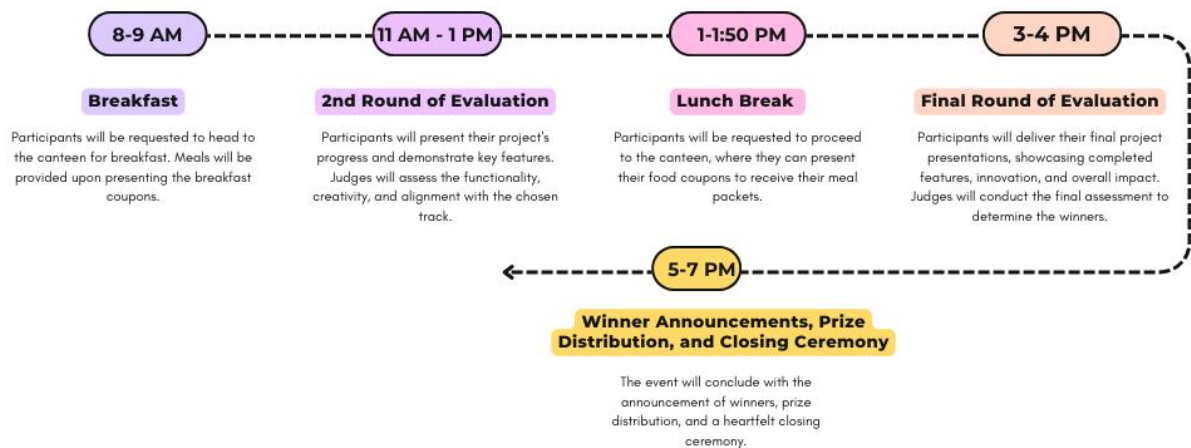 8-9 AM
11 AM - 1 PM
1-1:50 PM
3-4 PM
Breakfast
Participants will be requested to head to
the canteen for breakfast. Meals will be
provided upon presenting the breakfast
coupons.
2nd Round of Evaluation
Participants will present their project's
progress and demonstrate key features.
Judges will assess the functionality,
creativity, and alignment with the chosen
track.
Lunch Break
Participants will be requested to proceed
to the canteen, where they can present
their food coupons to receive their meal
packets.
Final Round of Evaluation
Participants will deliver their final project
presentations, showcasing completed
features, innovation, and overall impact.
Judges will conduct the final assessment to
determine the winners.
5-7 PM
Winner Announcements, Prize
Distribution, and Closing Ceremony
The event will conclude with the
announcement of winners, prize
distribution, and a heartfelt closing
ceremony.